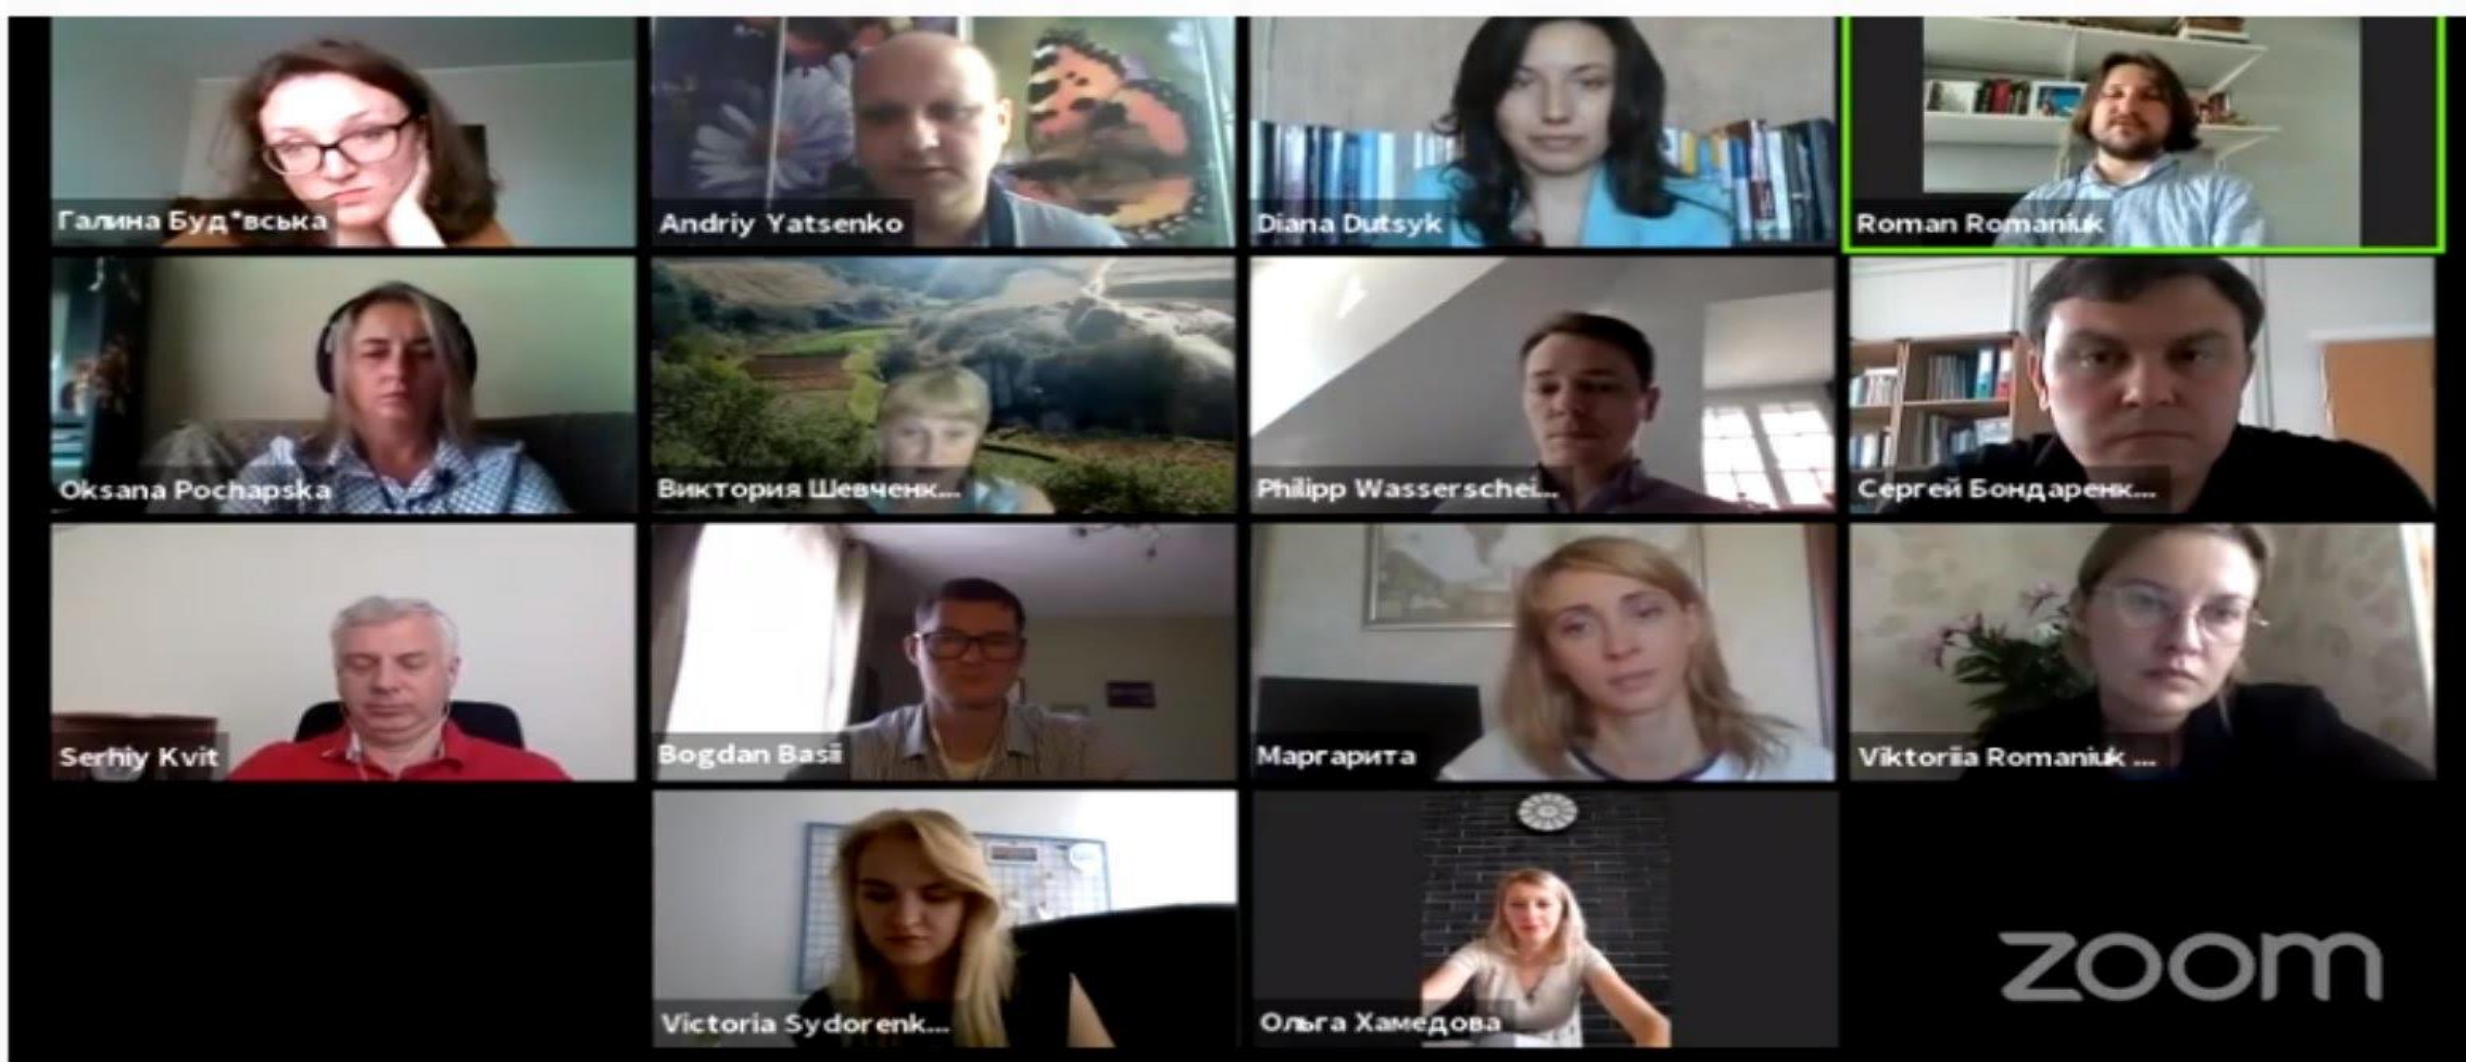 Галина Буд*вська
Andriy Yatsenko
Diana Dutsyk
Roman Romaniuk
Oksana Pochapska
Виктория Шевченк...
Philipp Wasserschei...
Сергей Бондаренк...
Serhiy Kvit
Bogdan Basii
Маргарита
Viktoriia Romaniuk ...
Victoria Sydorenk...
Ольга Хамедова
zoom